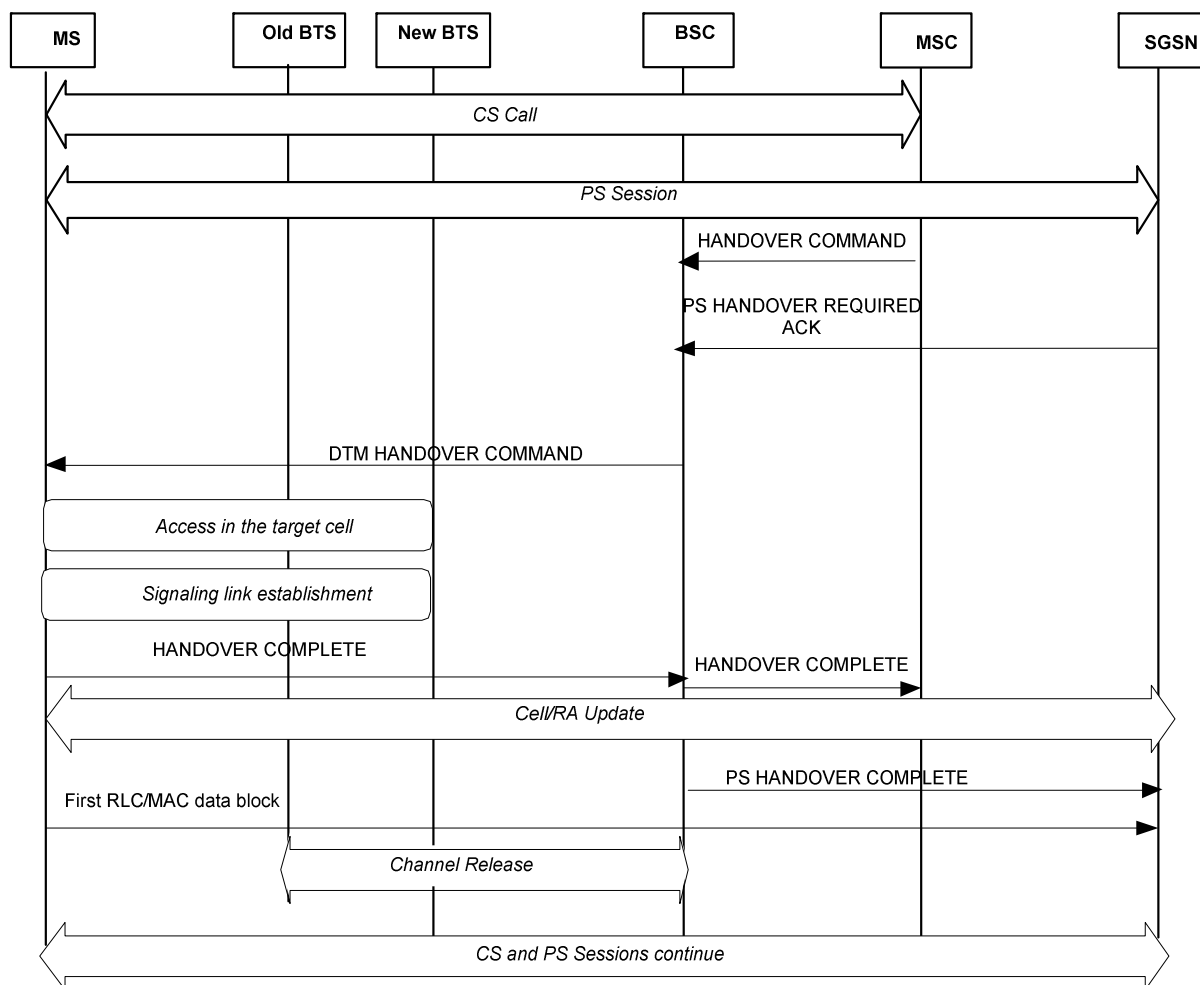 MS
Old BTS
New BTS
BSC
MSC
SGSN
CS Call
PS Session
HANDOVER COMMAND
PS HANDOVER REQUIRED
ACK
DTM HANDOVER COMMAND
Access in the target cell
Signaling link establishment
HANDOVER COMPLETE
HANDOVER COMPLETE
Cell/RA Update
PS HANDOVER COMPLETE
First RLC/MAC data block
Channel Release
CS and PS Sessions continue